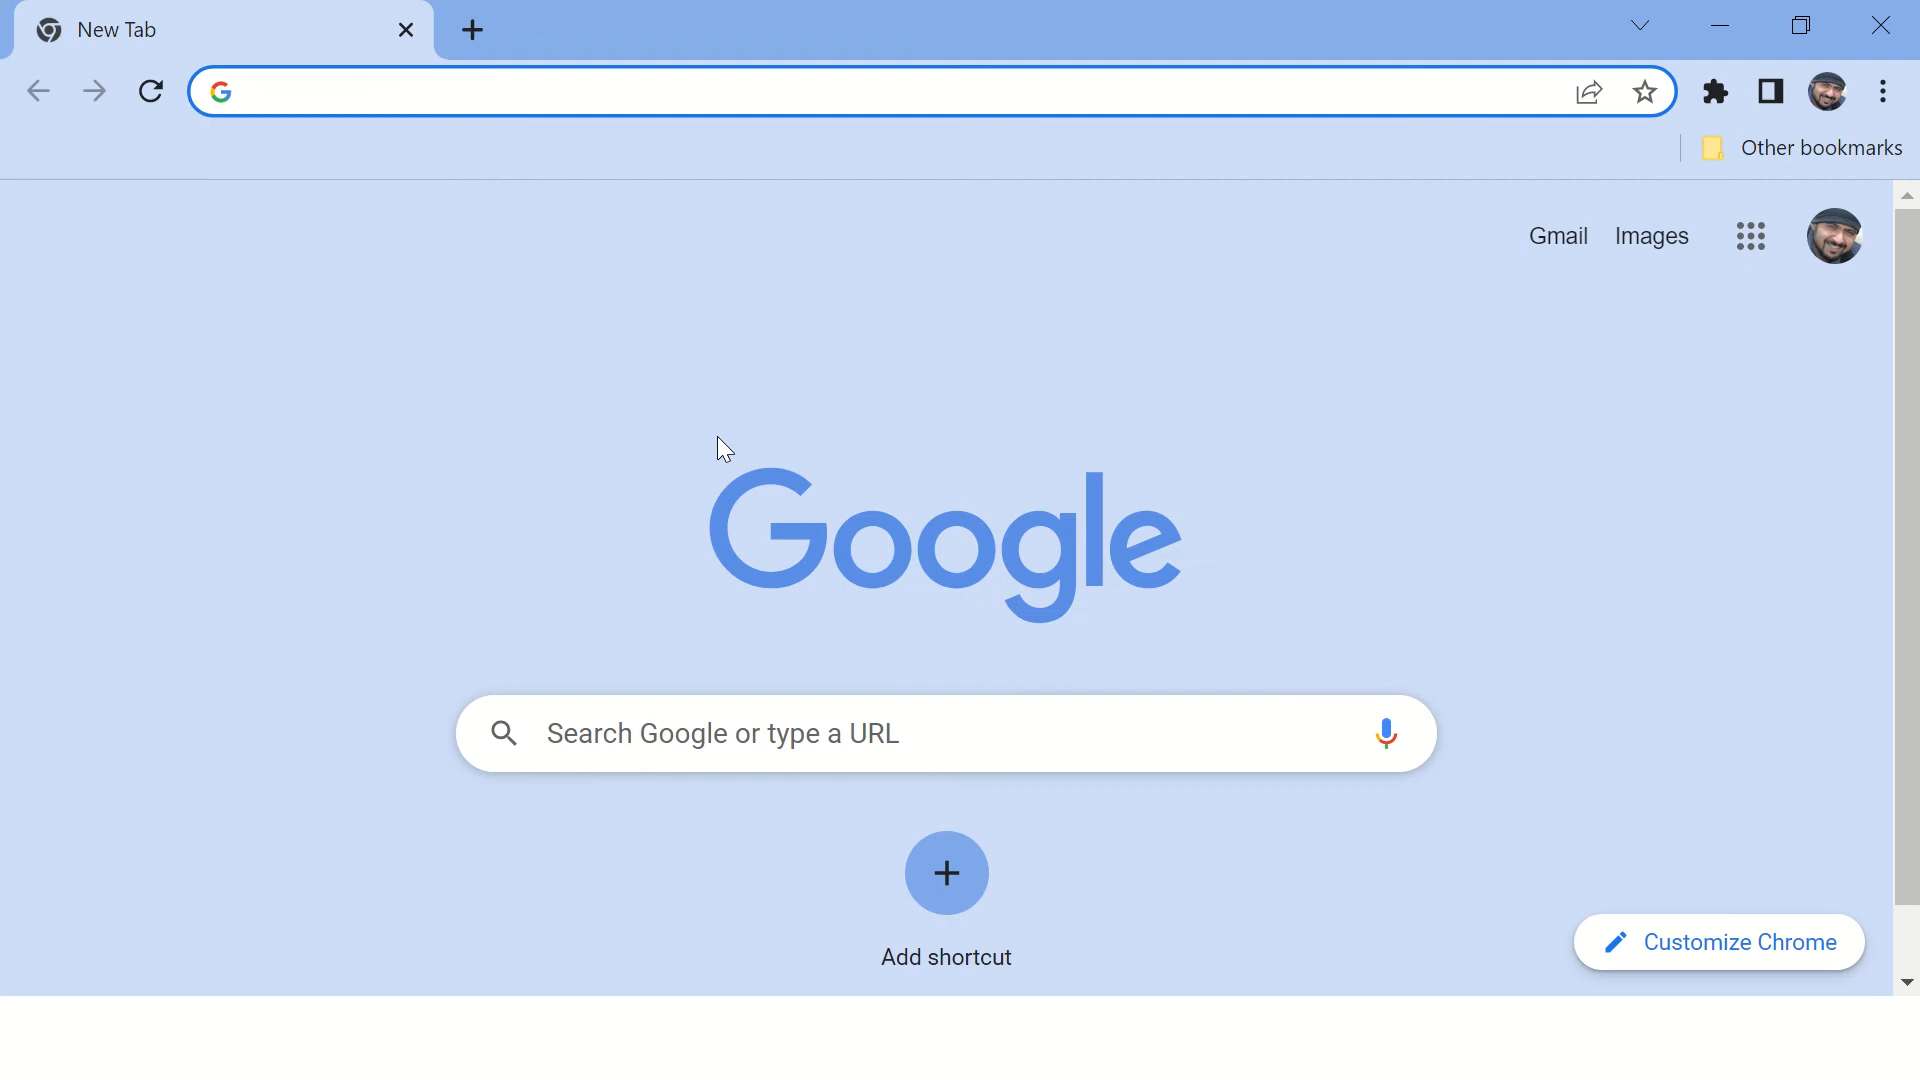 New Tab
Other bookmarks
Gmail Images
Google
Search Google or type a URL
Add shortcut
Customize Chrome